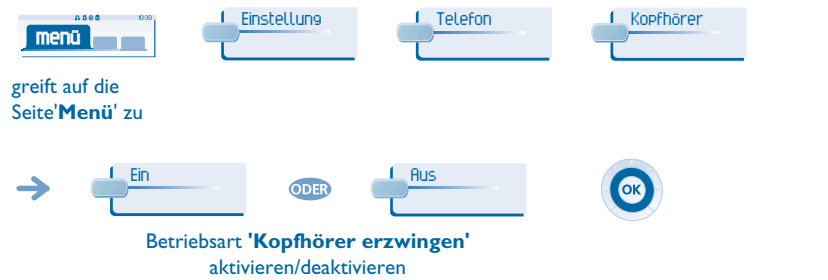 10:30
menü
Einstellung
Telefon
Kopfhörer
greift auf die
Seite'Menü' zu
Ein
ODER
Aus
OK
Betriebsart 'Kopfhörer erzwingen'
aktivieren/deaktivieren